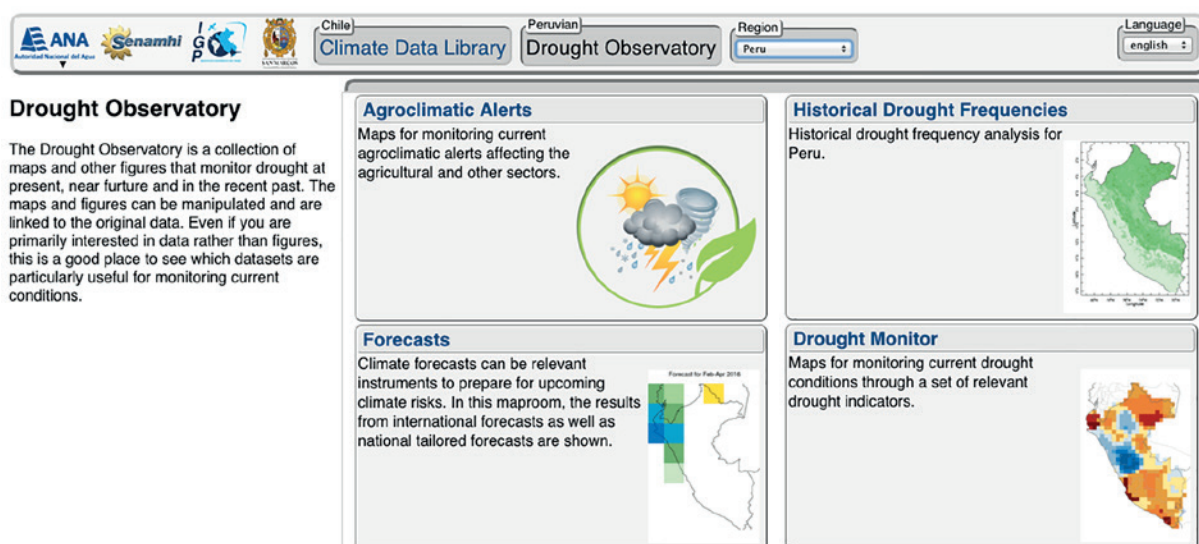 ANA
Autoridad Nacional del Agua
Senamhi
IGP
SAN MARCOS
Chile
Climate Data Library
Peruvian
Drought Observatory
Region
Peru
Language
english
Drought Observatory
The Drought Observatory is a collection of
maps and other figures that monitor drought at
present, near furture and in the recent past. The
maps and figures can be manipulated and are
linked to the original data. Even if you are
primarily interested in data rather than figures,
this is a good place to see which datasets are
particularly useful for monitoring current
conditions.
Agroclimatic Alerts
Maps for monitoring current
agroclimatic alerts affecting the
agricultural and other sectors.
Historical Drought Frequencies
Historical drought frequency analysis for
Peru.
Latitude
Longitude
Forecasts
Climate forecasts can be relevant
instruments to prepare for upcoming
climate risks. In this maproom, the results
from international forecasts as well as
national tailored forecasts are shown.
Forecast for Feb-Apr 2016
Drought Monitor
Maps for monitoring current drought
conditions through a set of relevant
drought indicators.